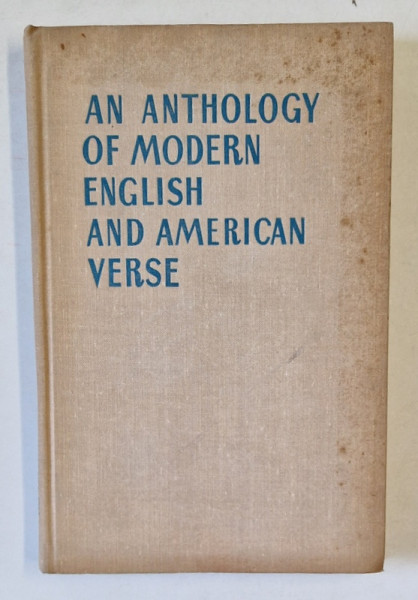 AN ANTHOLOGY
OF MODERN
ENGLISH
AND AMERICAN
VERSE